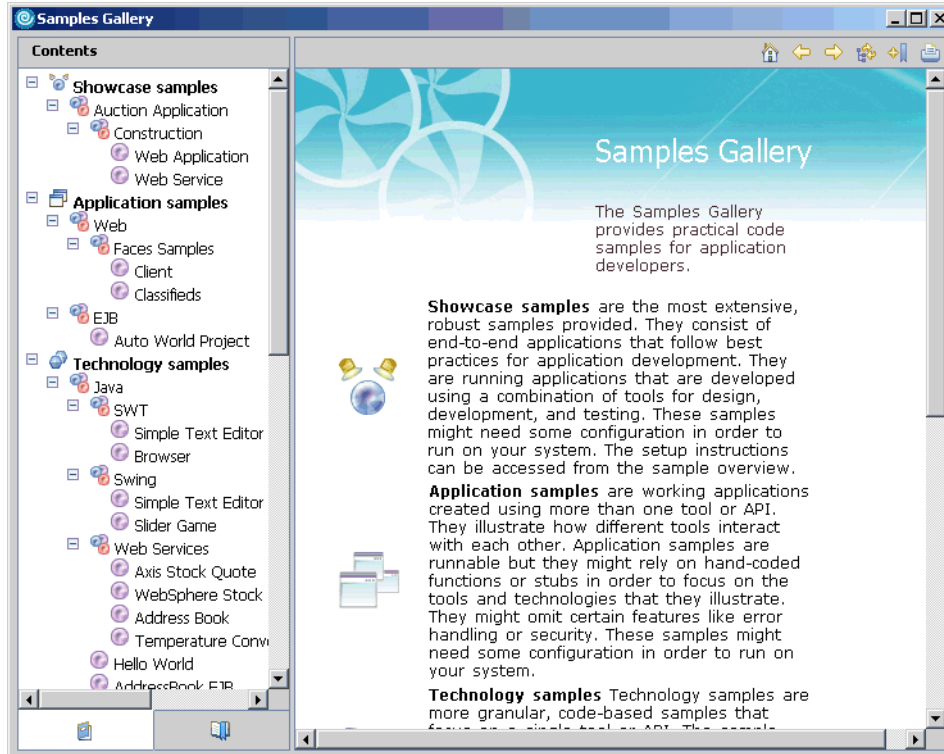 Samples Gallery
Contents
Showcase samples
Auction Application
Construction
Web Application
Web Service
Application samples
Web
Faces Samples
Client
Classifieds
EJB
Auto World Project
Technology samples
Java
SWT
Simple Text Editor
Browser
Swing
Simple Text Editor
Slider Game
Web Services
Axis Stock Quote
WebSphere Stock
Address Book
Temperature Conv
Hello World
AddressBook EJB
Samples Gallery
The Samples Gallery
provides practical code
samples for application
developers.
Showcase samples are the most extensive,
robust samples provided. They consist of
end-to-end applications that follow best
practices for application development. They
are running applications that are developed
using a combination of tools for design,
development, and testing. These samples
might need some configuration in order to
run on your system. The setup instructions
can be accessed from the sample overview.
Application samples are working applications
created using more than one tool or API.
They illustrate how different tools interact
with each other. Application samples are
runnable but they might rely on hand-coded
functions or stubs in order to focus on the
tools and technologies that they illustrate.
They might omit certain features like error
handling or security. These samples might
need some configuration in order to run on
your system.
Technology samples Technology samples are
more granular, code-based samples that
focus on a single tool or API. The sample